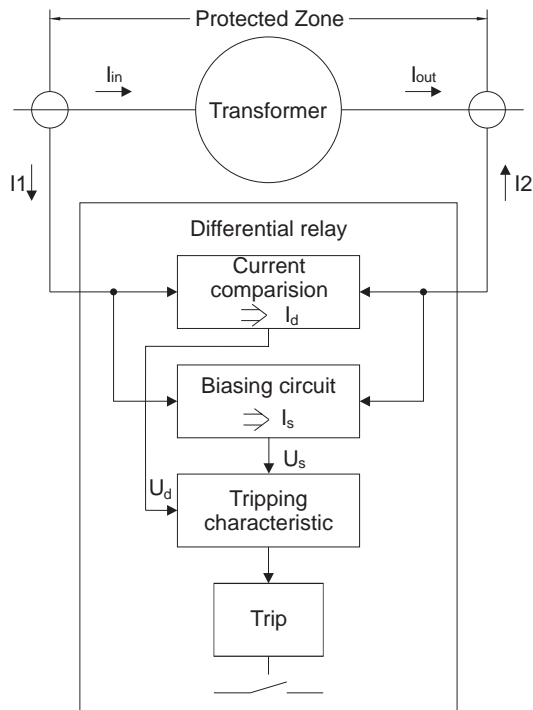 Protected Zone
Iin
Iout
Transformer
I1
I2
Differential relay
Current
comparision
Id
Biasing circuit
Is
Us
Ud
Tripping
characteristic
Trip